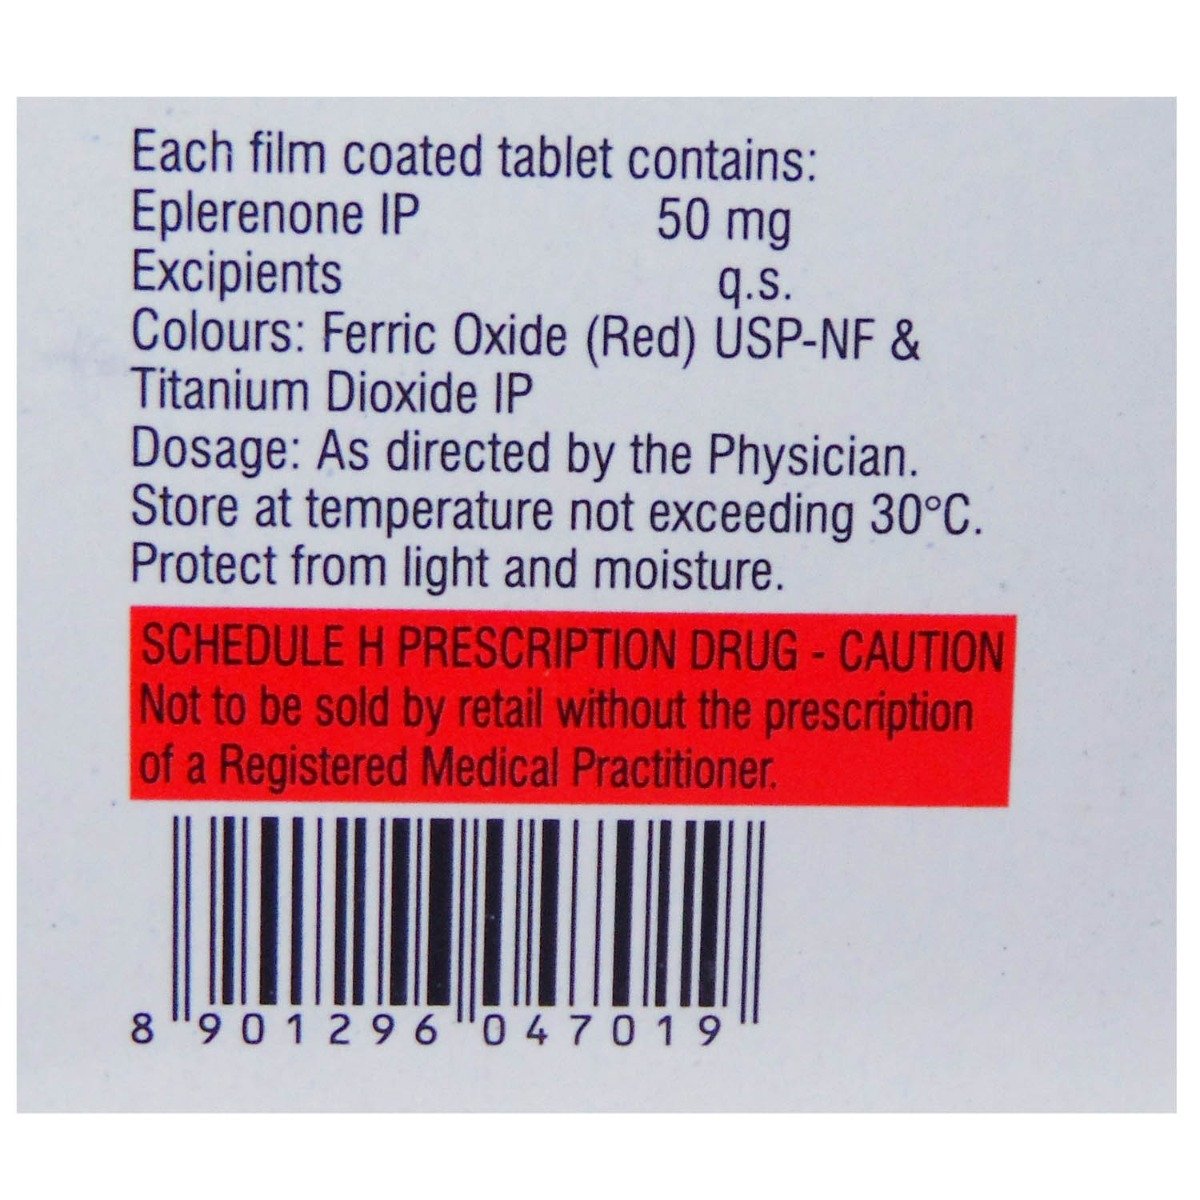 Each film coated tablet contains:
Eplerenone IP 50 mg
Excipients q.s.
Colours: Ferric Oxide (Red) USP-NF &
Titanium Dioxide IP
Dosage: As directed by the Physician.
Store at temperature not exceeding 30°C.
Protect from light and moisture.
SCHEDULE H PRESCRIPTION DRUG - CAUTION
Not to be sold by retail without the prescription
of a Registered Medical Practitioner.
8 901296 047019